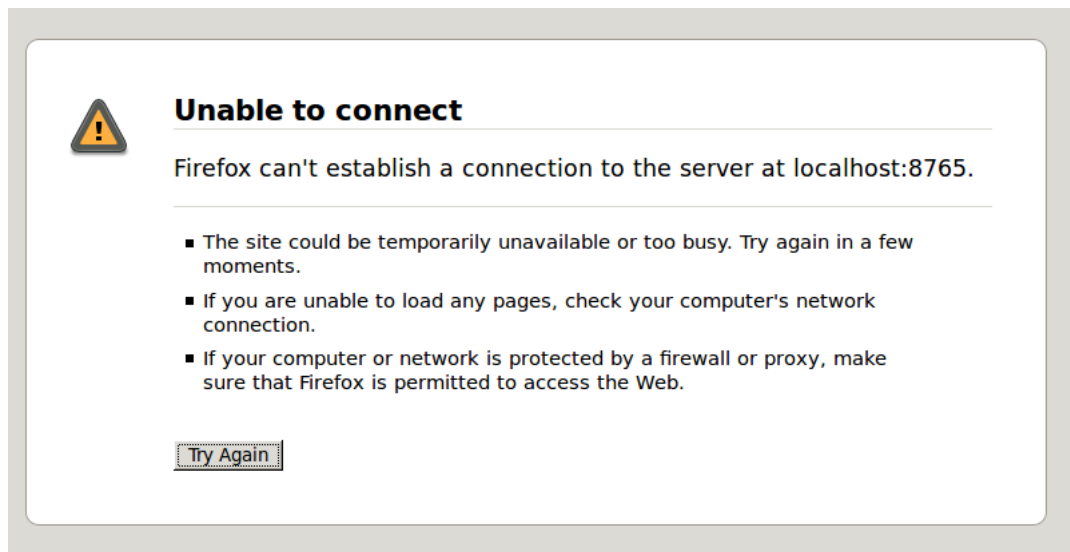 Unable to connect
Firefox can't establish a connection to the server at localhost:8765.
The site could be temporarily unavailable or too busy. Try again in a few
moments.
If you are unable to load any pages, check your computer's network
connection.
If your computer or network is protected by a firewall or proxy, make
sure that Firefox is permitted to access the Web.
Try Again